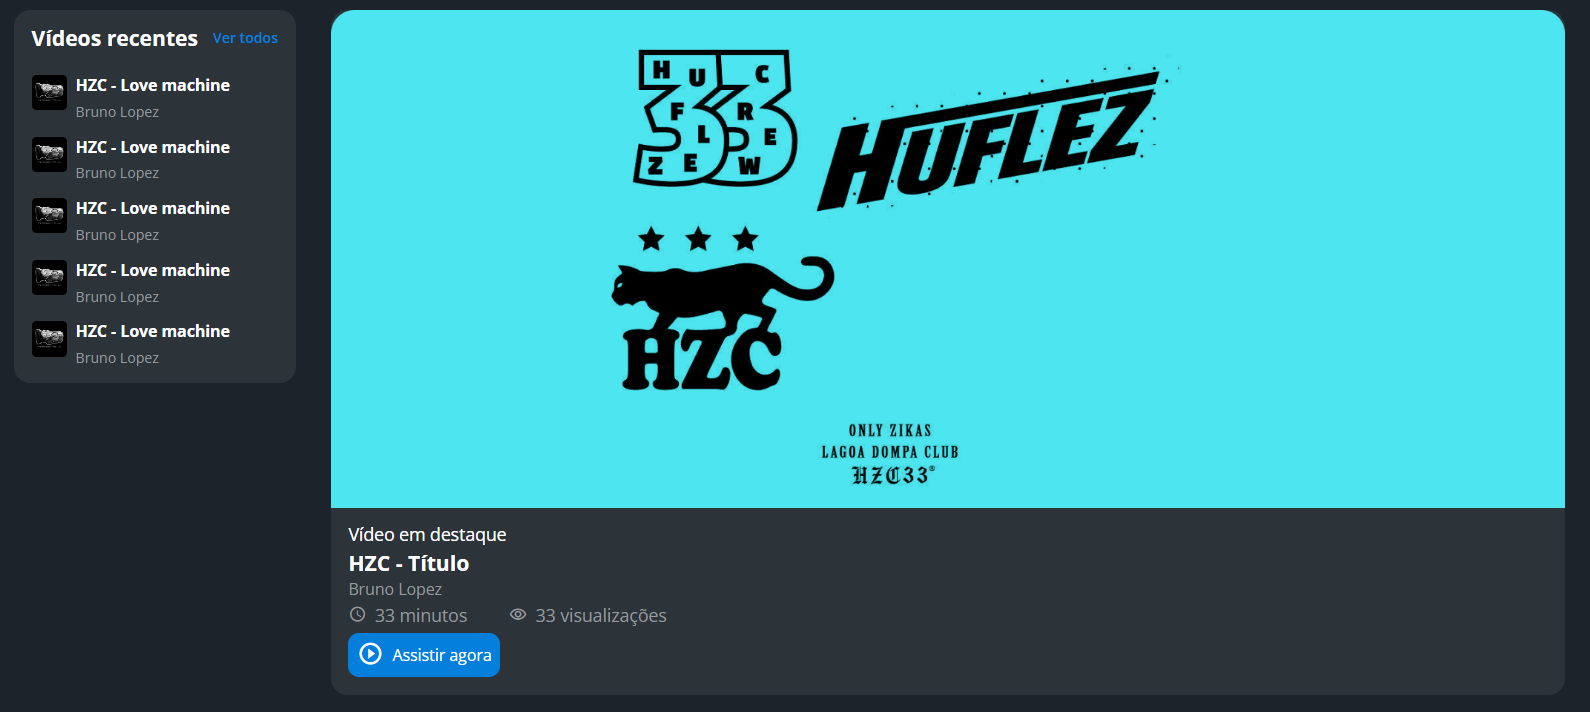 Vídeos recentes Ver todos
HZC - Love machine
Bruno Lopez
HZC - Love machine
Bruno Lopez
HZC - Love machine
Bruno Lopez
HZC - Love machine
Bruno Lopez
HZC - Love machine
Bruno Lopez
HUFLEZ CREW
33
HUFLEZ
HZC
ONLY ZIKAS
LAGOA DOMPA CLUB
HZC33®
Vídeo em destaque
HZC - Título
Bruno Lopez
33 minutos 33 visualizações
Assistir agora